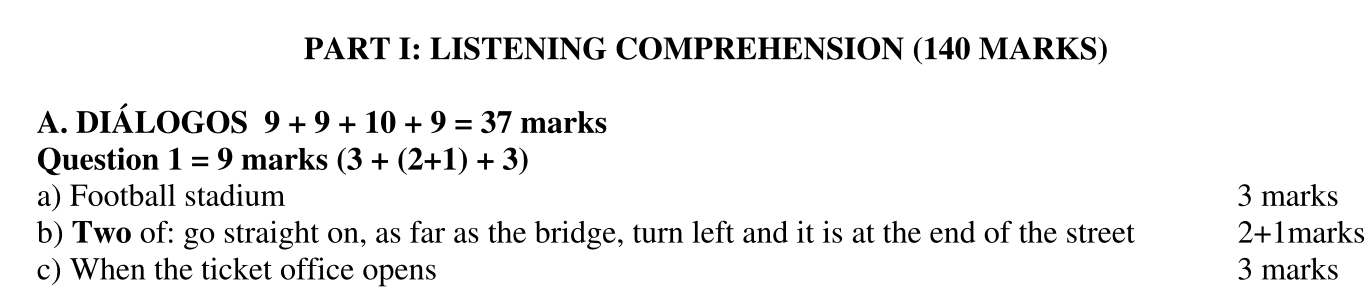 PART I: LISTENING COMPREHENSION (140 MARKS)
A. DIÁLOGOS 9 + 9 + 10 + 9 = 37 marks
Question 1 = 9 marks (3 + (2+1) + 3)
a) Football stadium 3 marks
b) Two of: go straight on, as far as the bridge, turn left and it is at the end of the street 2+1marks
c) When the ticket office opens 3 marks